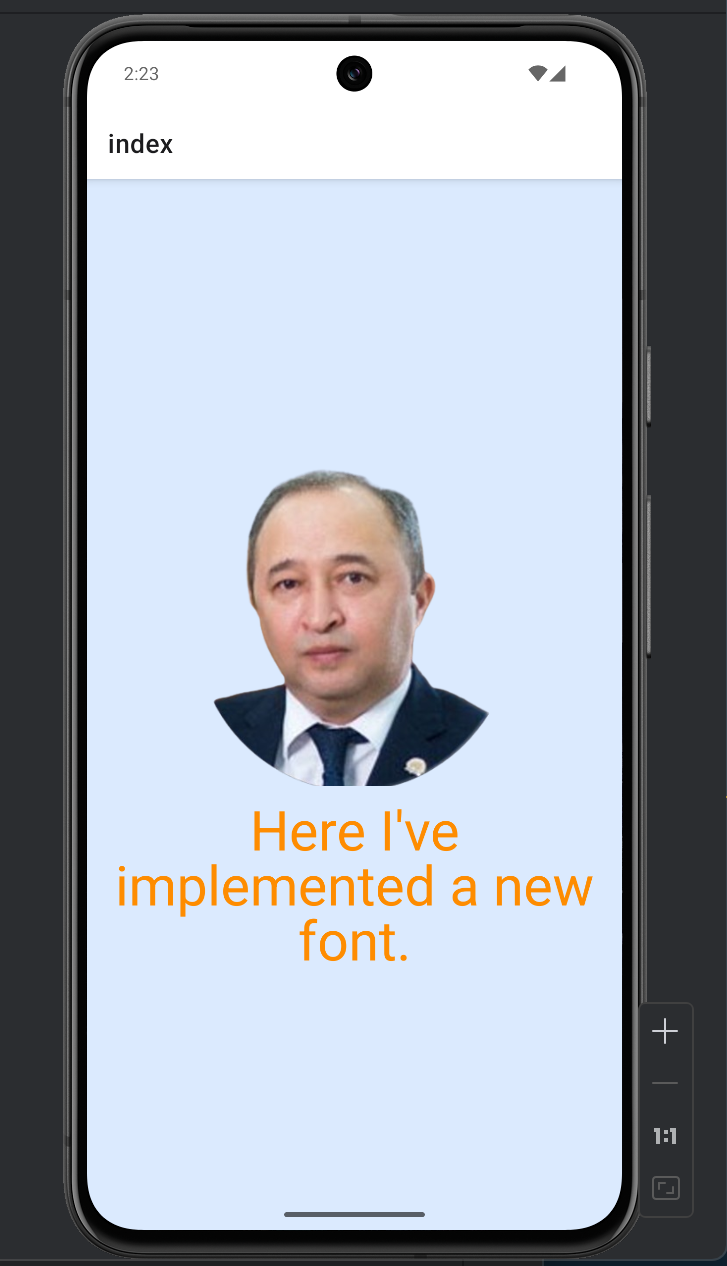 2:23
index
Here I've
implemented a new
font.
1:1